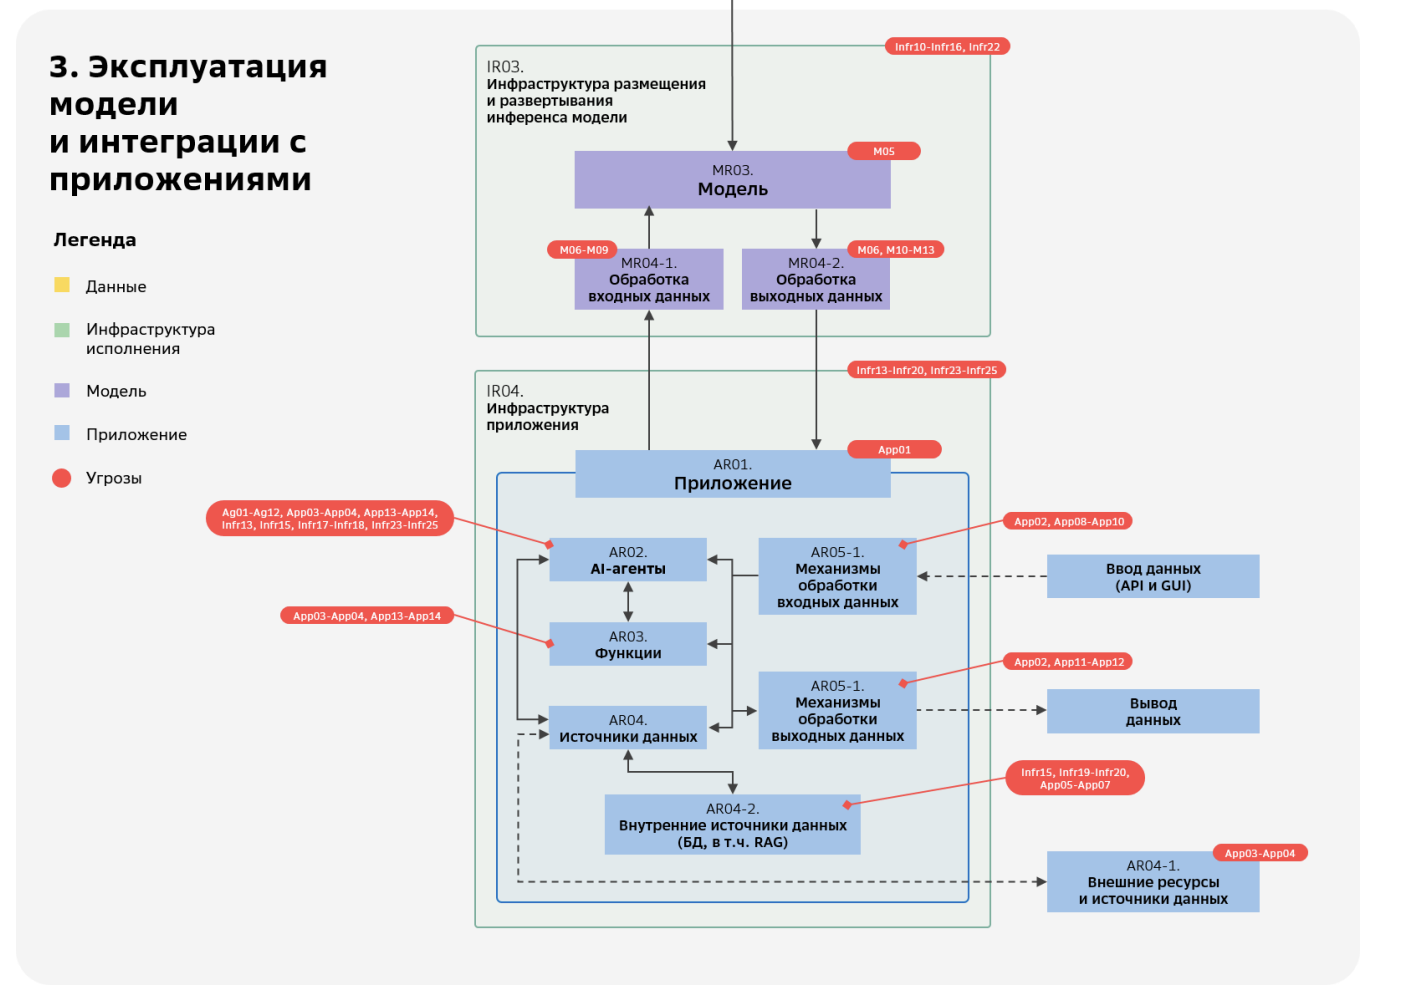 3. Эксплуатация
модели
и интеграции с
приложениями
Легенда
Данные
Инфраструктура
исполнения
Модель
Приложение
Угрозы
Infr10-Infr16, Infr22
IR03.
Инфраструктура размещения
и развертывания
инференса модели
M05
MR03.
Модель
M06-M09
MR04-1.
Обработка
входных данных
M06, M10-M13
MR04-2.
Обработка
выходных данных
Infr13-Infr20, Infr23-Infr25
IR04.
Инфраструктура
приложения
App01
AR01.
Приложение
Ag01-Ag12, App03-App04, App13-App14,
Infr13, Infr15, Infr17-Infr18, Infr23-Infr25
AR02.
AI-агенты
App02, App08-App10
AR05-1.
Механизмы
обработки
входных данных
Ввод данных
(API и GUI)
App03-App04, App13-App14
AR03.
Функции
App02, App11-App12
AR05-1.
Механизмы
обработки
выходных данных
Вывод
данных
AR04.
Источники данных
Infr15, Infr19-Infr20,
App05-App07
AR04-2.
Внутренние источники данных
(БД, в т.ч. RAG)
App03-App04
AR04-1.
Внешние ресурсы
и источники данных